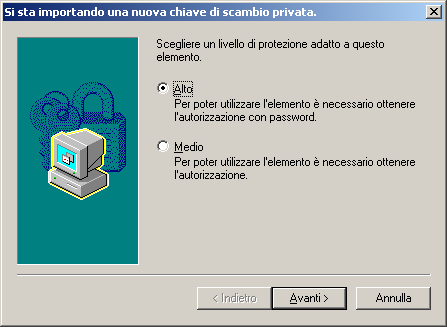 Si sta importando una nuova chiave di scambio privata.
Scegliere un livello di protezione adatto a questo
elemento.
Alto
Per poter utilizzare l'elemento è necessario ottenere
l'autorizzazione con password.
Medio
Per poter utilizzare l'elemento è necessario ottenere
l'autorizzazione.
< Indietro
Avanti >
Annulla